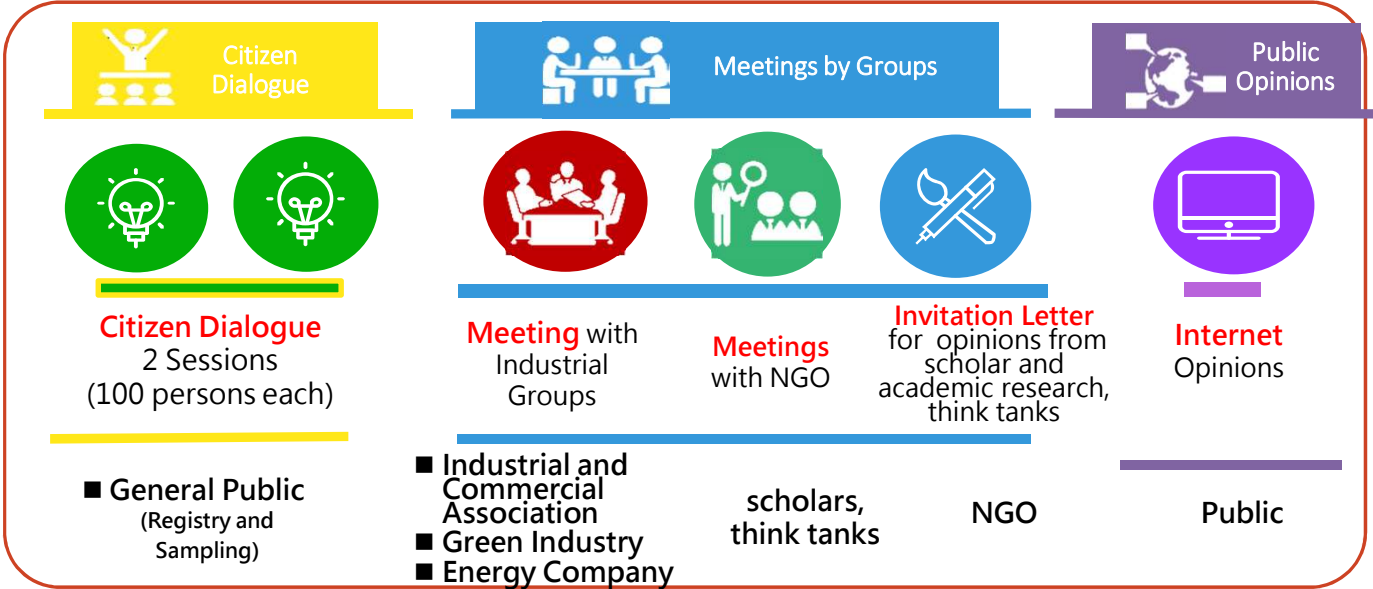 Citizen
Dialogue
Meetings by Groups
Public
Opinions
Citizen Dialogue
2 Sessions
(100 persons each)
Meeting with
Industrial
Groups
Meetings
with NGO
Invitation Letter
for opinions from
scholar and
academic research,
think tanks
Internet
Opinions
■ General Public
(Registry and
Sampling)
■ Industrial and
Commercial
Association
■ Green Industry
■ Energy Company
scholars,
think tanks
NGO
Public